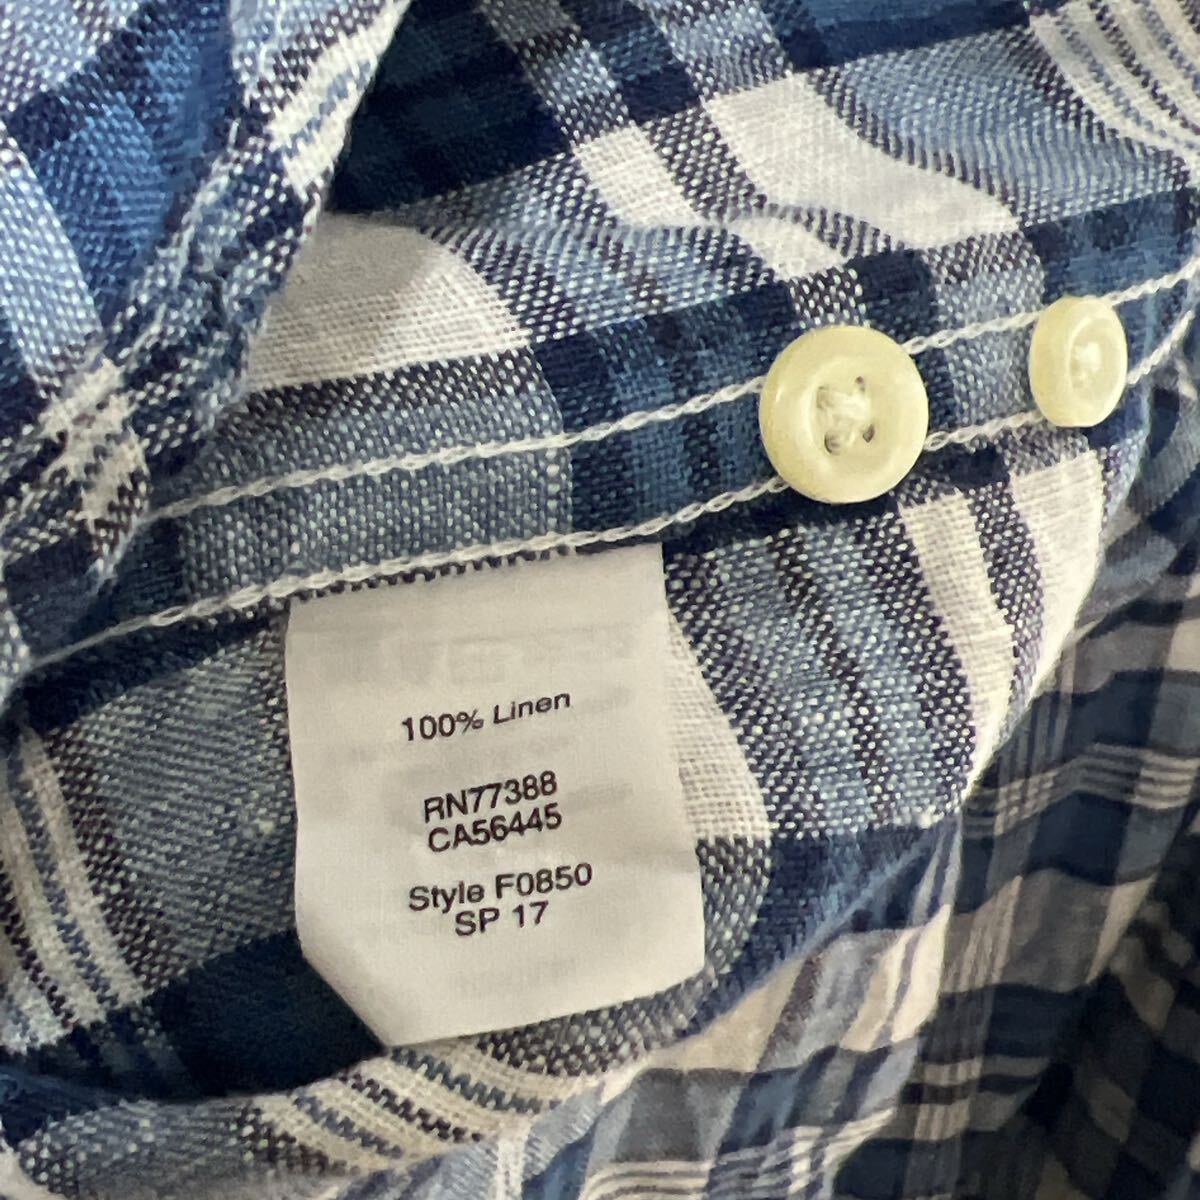 100% Linen
RN77388
CA56445
Style F0850
SP 17